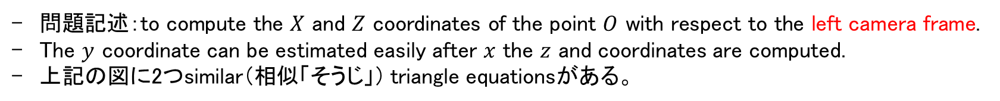 - 問題記述：to compute the X and Z coordinates of the point O with respect to the left camera frame.
- The y coordinate can be estimated easily after x the z and coordinates are computed.
- 上記の図に2つsimilar（相似「そうじ」） triangle equationsがある。